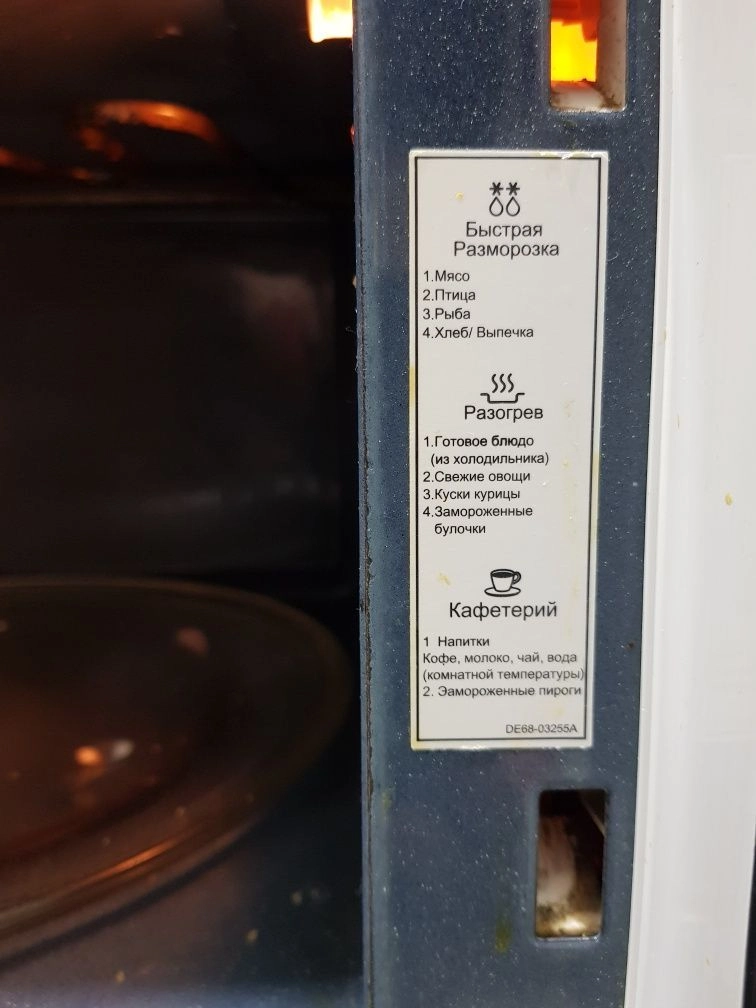 Быстрая
Разморозка
1.Мясо
2.Птица
3.Рыба
4.Хлеб/ Выпечка
Разогрев
1.Готовое блюдо
(из холодильника)
2.Свежие овощи
3.Куски курицы
4.Замороженные
булочки
Кафетерий
1 Напитки
Кофе, молоко, чай, вода
(комнатной температуры)
2. Эамороженные пироги
DE68-03255A